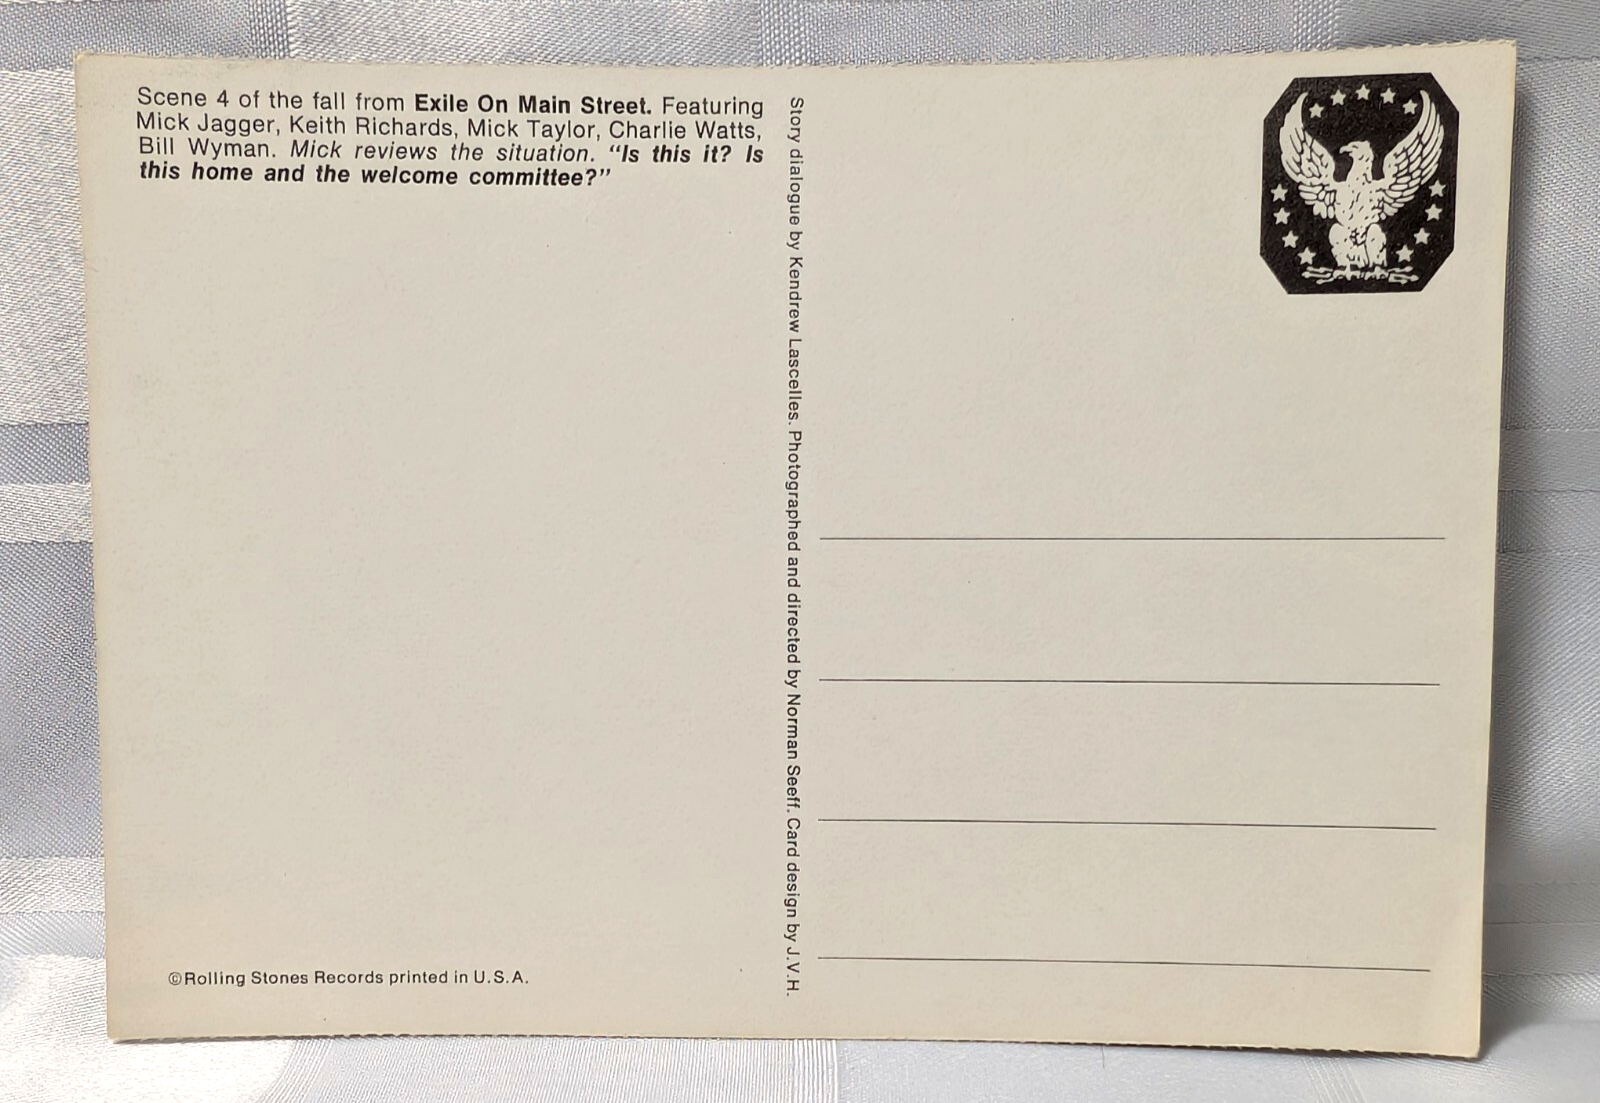 Scene 4 of the fall from Exile On Main Street. Featuring
Mick Jagger, Keith Richards, Mick Taylor, Charlie Watts,
Bill Wyman. Mick reviews the situation. “Is this it? Is
this home and the welcome committee?”
Story dialogue by Kendrew Lascelles. Photographed and directed by Norman Seeff. Card design by J.V.H.
©Rolling Stones Records printed in U.S.A.